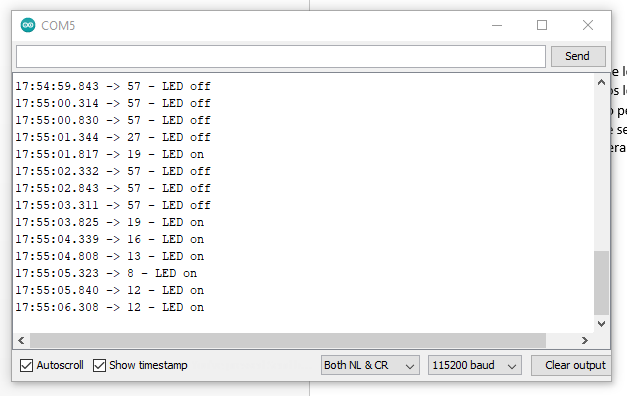 COM5
Send
17:54:59.843 -> 57 - LED off
17:55:00.314 -> 57 - LED off
17:55:00.830 -> 57 - LED off
17:55:01.344 -> 27 - LED off
17:55:01.817 -> 19 - LED on
17:55:02.332 -> 57 - LED off
17:55:02.843 -> 57 - LED off
17:55:03.311 -> 57 - LED off
17:55:03.825 -> 19 - LED on
17:55:04.339 -> 16 - LED on
17:55:04.808 -> 13 - LED on
17:55:05.323 -> 8 - LED on
17:55:05.840 -> 12 - LED on
17:55:06.308 -> 12 - LED on
Autoscroll Show timestamp Both NL & CR 115200 baud Clear output